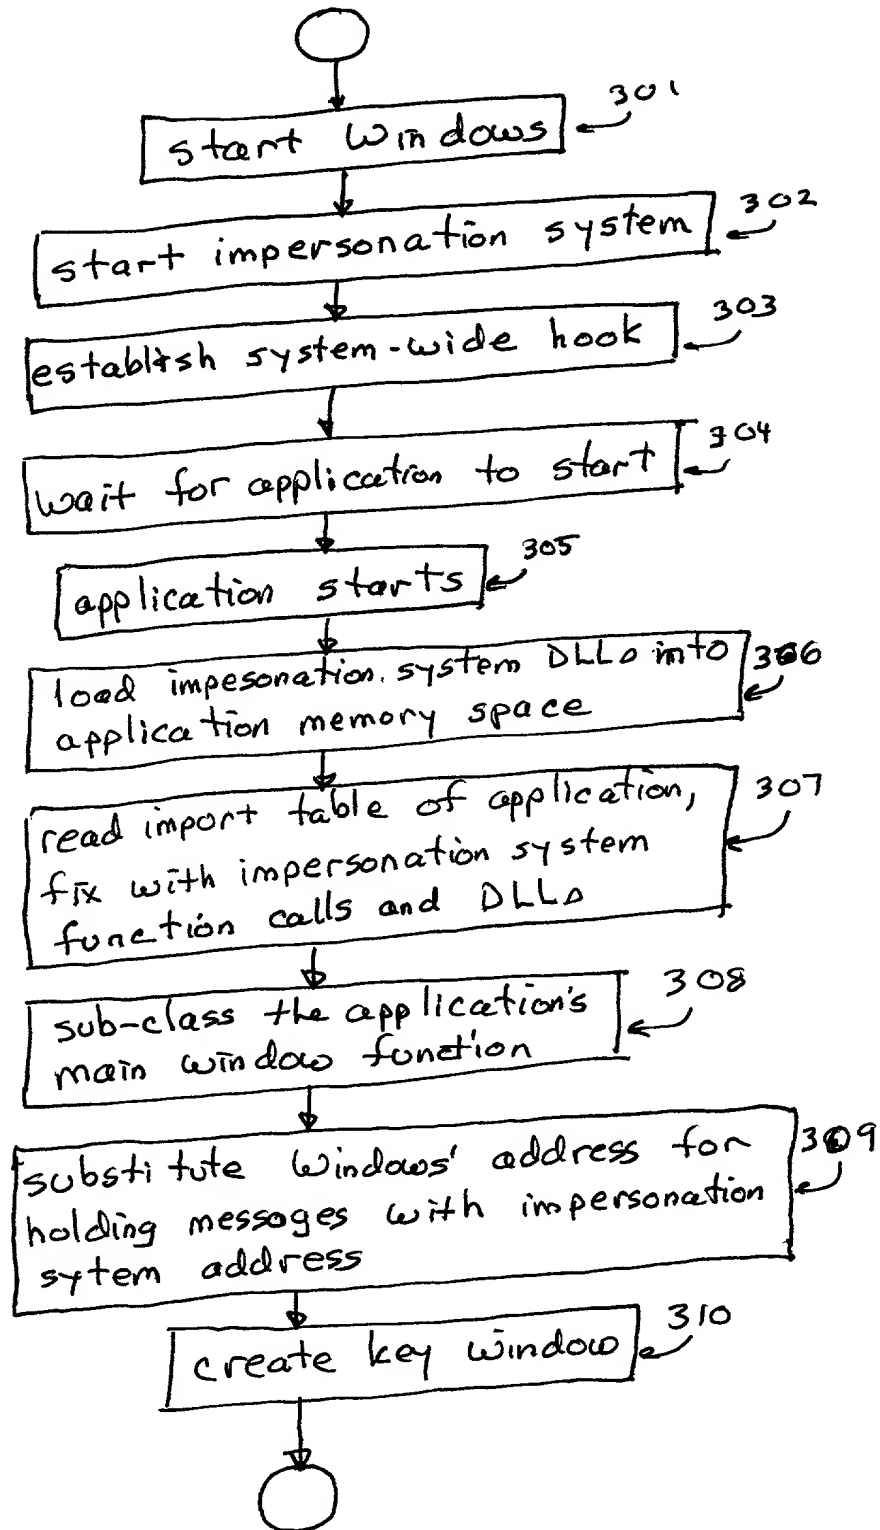 301
start Windows
302
start impersonation system
303
establish system-wide hook
304
wait for application to start
305
application starts
306
load impesonation system DLLs into
application memory space
307
read import table of application,
fix with impersonation system
function calls and DLLs
308
sub-class the application's
main window function
309
substitute Windows' address for
holding messages with impersonation
sytem address
310
create key window